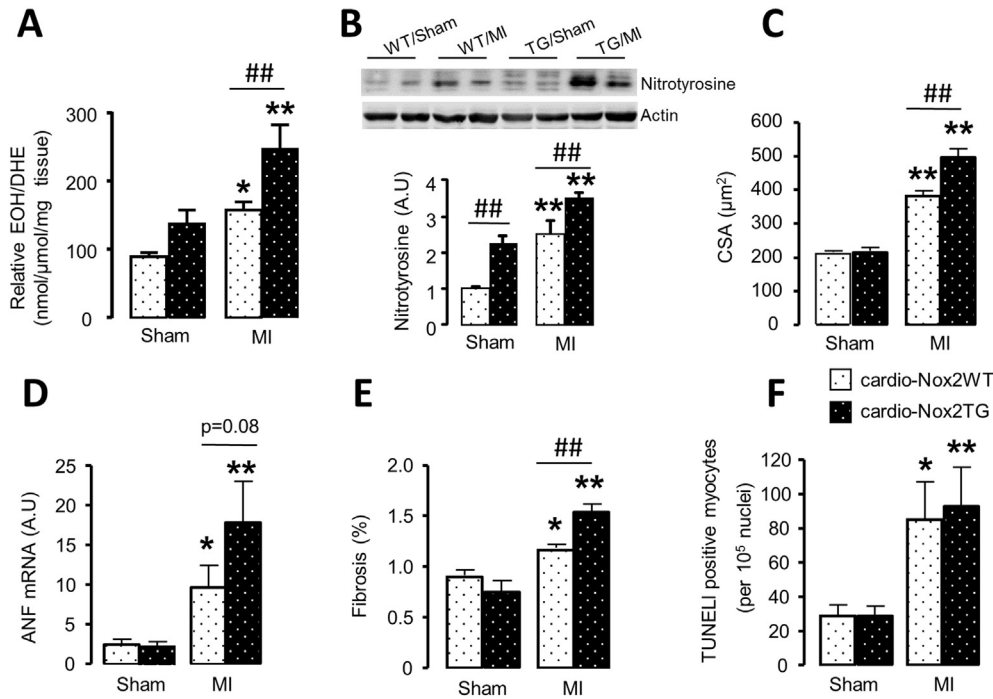 A
##
**
*
Relative EOH/DHE
(nmol/µmol/mg tissue)
300
200
100
0
Sham
MI
B
WT/Sham
WT/MI
TG/Sham
TG/MI
Nitrotyrosine
Actin
##
**
**
##
Nitrotyrosine (A.U)
4
3
2
1
0
Sham
MI
C
##
**
**
CSA (µm²)
600
500
400
300
200
100
0
Sham
MI
cardio-Nox2WT
cardio-Nox2TG
D
p=0.08
**
*
ANF mRNA (A.U)
25
20
15
10
5
0
Sham
MI
E
##
**
*
Fibrosis (%)
2.0
1.5
1.0
0.5
0
Sham
MI
F
**
*
TUNELI positive myocytes
(per 10⁵ nuclei)
120
100
80
60
40
20
0
Sham
MI